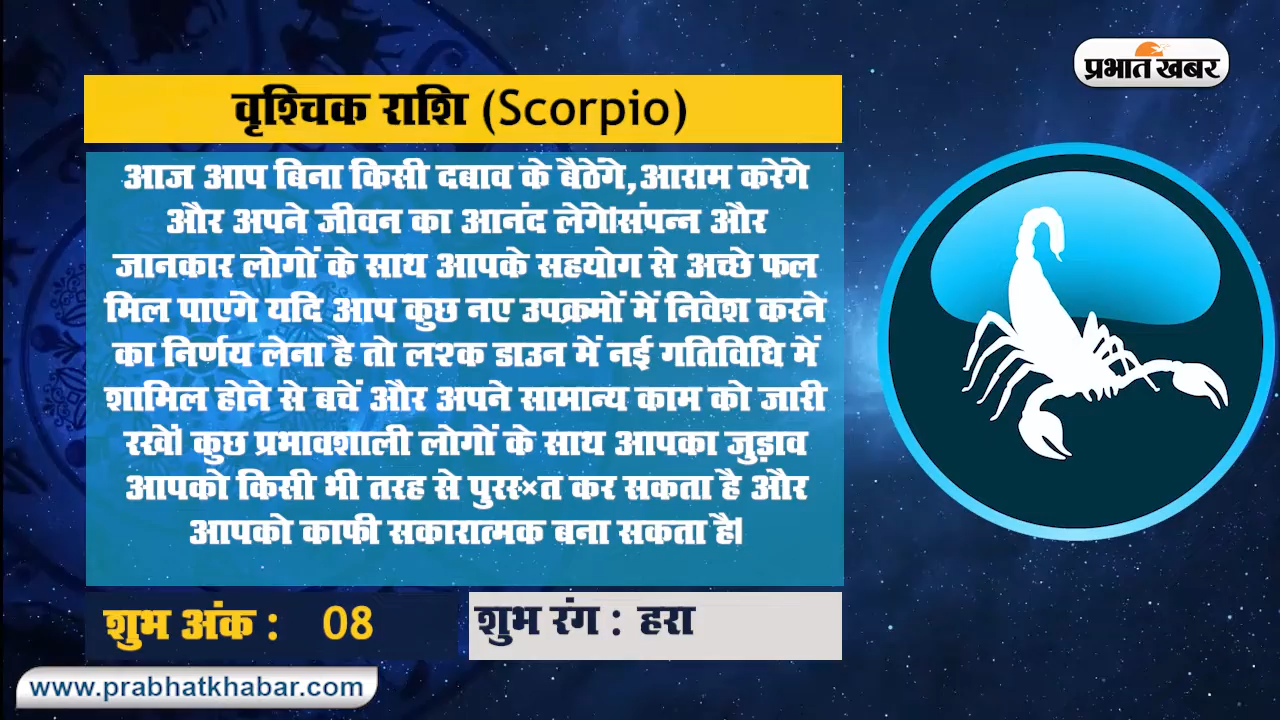 प्रभात खबर
वृश्चिक राशि (Scorpio)
आज आप बिना किसी दबाव के बैठेंगे,आराम करेंगे
और अपने जीवन का आनंद लेंगे।संपन्न और
जानकार लोगों के साथ आपके सहयोग से अच्छे फल
मिल पाएंगे यदि आप कुछ नए उपक्रमों में निवेश करने
का निर्णय लेना है तो लश्क डाउन में नई गतिविधि में
शामिल होने से बचें और अपने सामान्य काम को जारी
रखें। कुछ प्रभावशाली लोगों के साथ आपका जुड़ाव
आपको किसी भी तरह से पुरस्×त कर सकता है और
आपको काफी सकारात्मक बना सकता है।
शुभ अंक : 08
शुभ रंग : हरा
www.prabhatkhabar.com